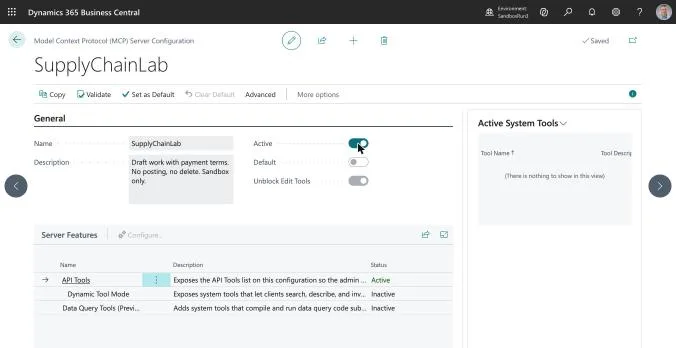 Dynamics 365 Business Central
Environment:
SandboxRurd
?
Model Context Protocol (MCP) Server Configuration
Saved
SupplyChainLab
Copy Validate Set as Default Clear Default Advanced More options
General
Name SupplyChainLab
Description Draft work with payment terms.
No posting, no delete. Sandbox
only.
Active
Default
Unblock Edit Tools
Server Features Configure...
Name Description Status
API Tools Exposes the API Tools list on this configuration so the admin ... Active
Dynamic Tool Mode Exposes system tools that let clients search, describe, and inv... Inactive
Data Query Tools (Previ... Adds system tools that compile and run data query code sub... Inactive
Active System Tools
Tool Name ↑ Tool Descrip
(There is nothing to show in this view)